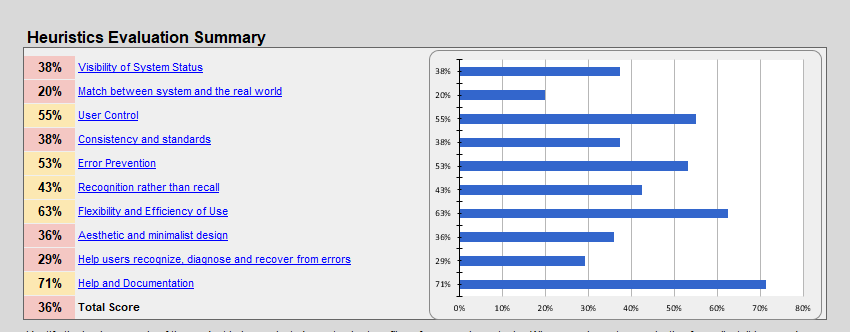 Heuristics Evaluation Summary
38% Visibility of System Status
20% Match between system and the real world
55% User Control
38% Consistency and standards
53% Error Prevention
43% Recognition rather than recall
63% Flexibility and Efficiency of Use
36% Aesthetic and minimalist design
29% Help users recognize, diagnose and recover from errors
71% Help and Documentation
36% Total Score
38%
20%
55%
38%
53%
43%
63%
36%
29%
71%
0% 10% 20% 30% 40% 50% 60% 70% 80%